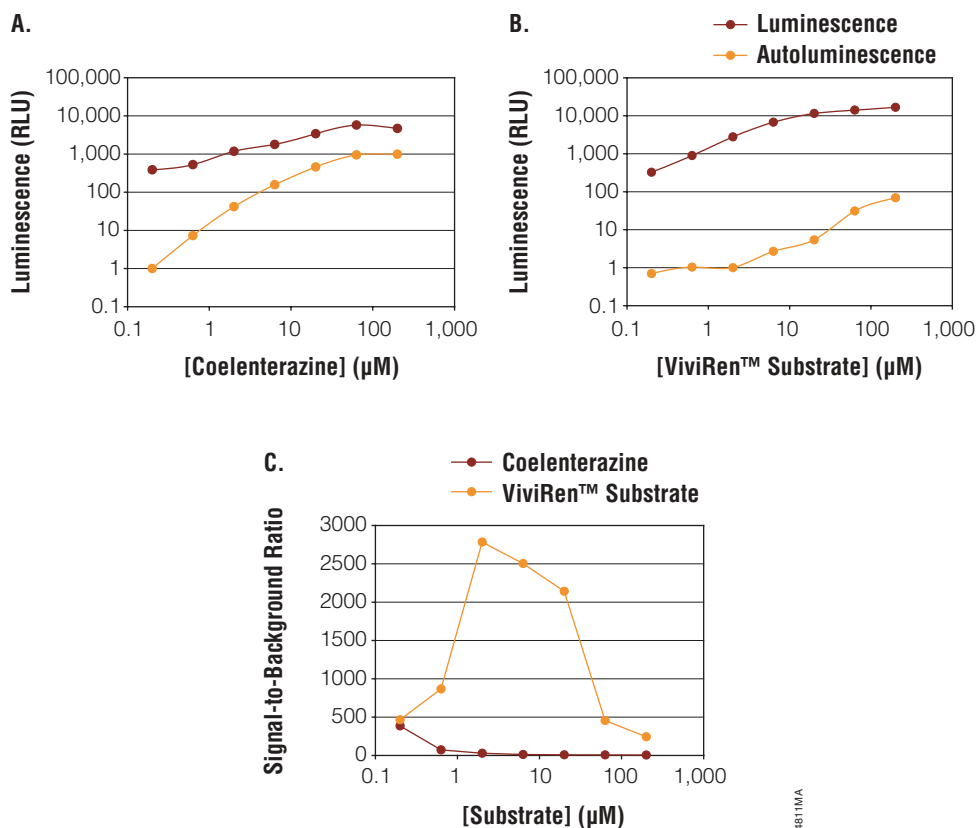 A.
Luminescence (RLU)
100,000
10,000
1,000
100
10
1
0.1
0.1 1 10 100 1,000
[Coelenterazine] (µM)
B.
Luminescence
Autoluminescence
Luminescence (RLU)
100,000
10,000
1,000
100
10
1
0.1
0.1 1 10 100 1,000
[ViviRen™ Substrate] (µM)
C.
Coelenterazine
ViviRen™ Substrate
Signal-to-Background Ratio
3000
2500
2000
1500
1000
500
0
0.1 1 10 100 1,000
[Substrate] (µM)
4811MA